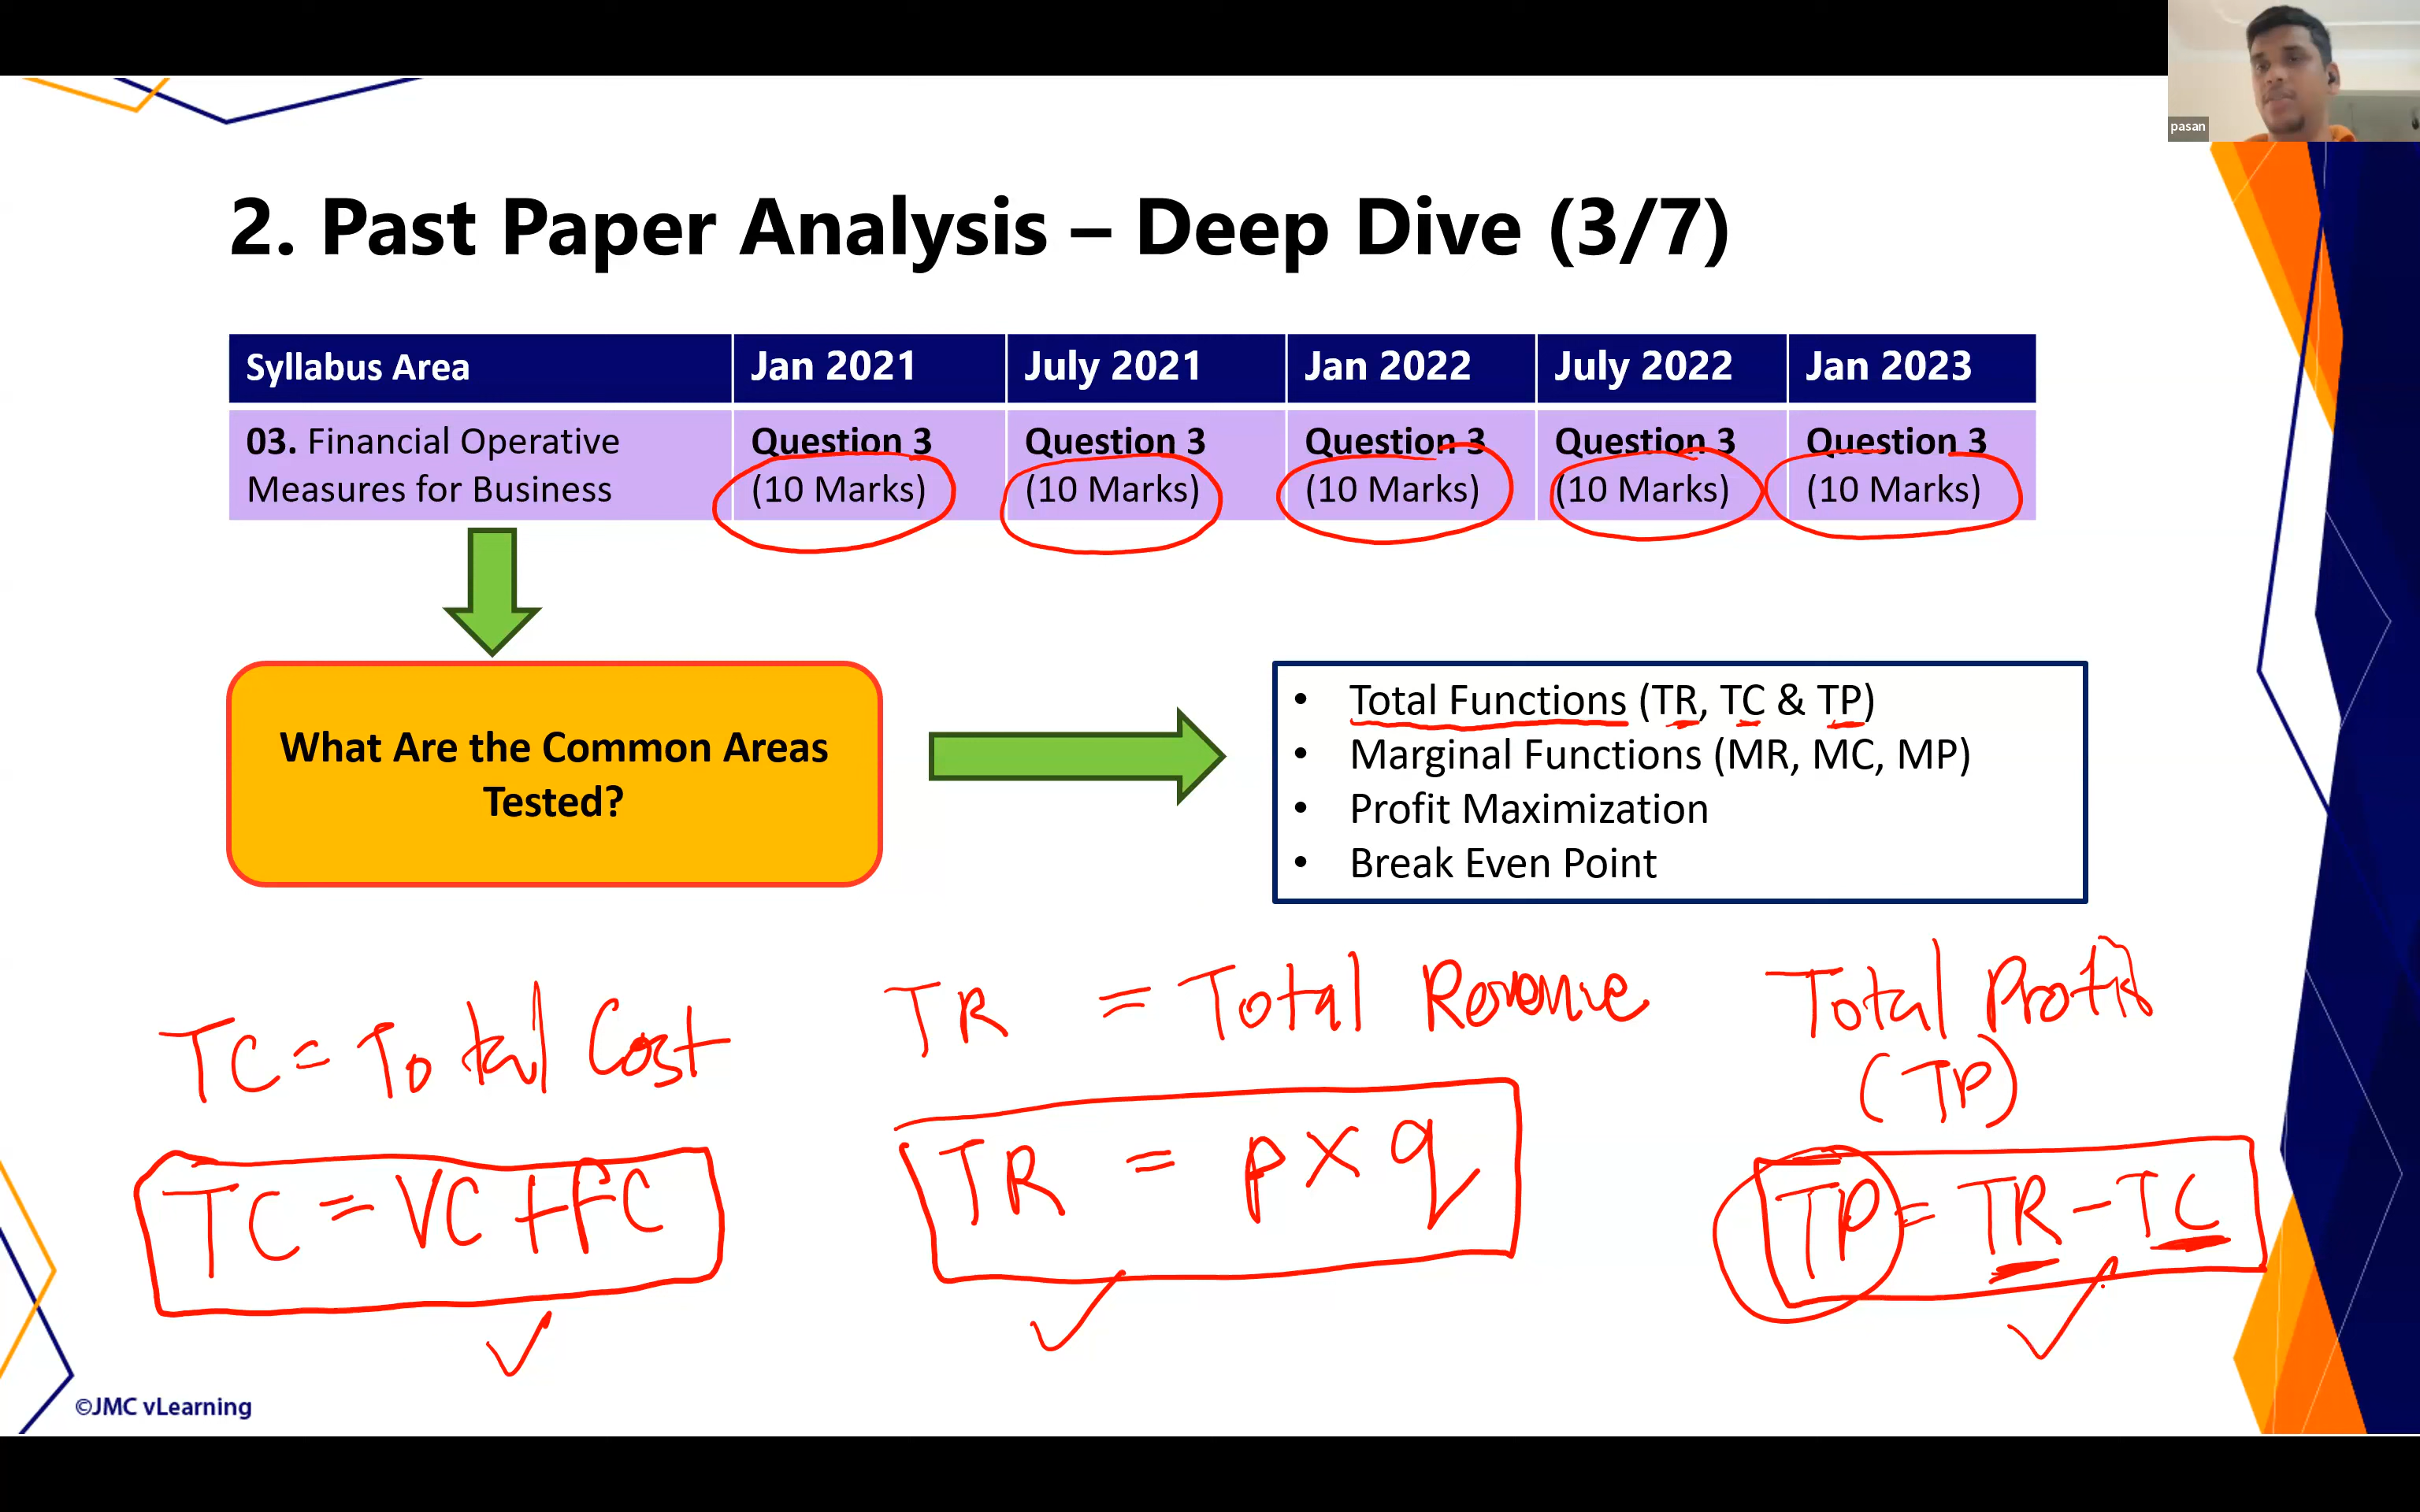 pasan
2. Past Paper Analysis – Deep Dive (3/7)
Syllabus Area Jan 2021 July 2021 Jan 2022 July 2022 Jan 2023
03. Financial Operative Question 3 Question 3 Question 3 Question 3 Question 3
Measures for Business (10 Marks) (10 Marks) (10 Marks) (10 Marks) (10 Marks)
What Are the Common Areas
Tested?
• Total Functions (TR, TC & TP)
• Marginal Functions (MR, MC, MP)
• Profit Maximization
• Break Even Point
TC = Total Cost
TC = VC + FC
TR = Total Revenue
TR = p x q
Total Profit
(TP)
TP = TR - TC
©JMC vLearning